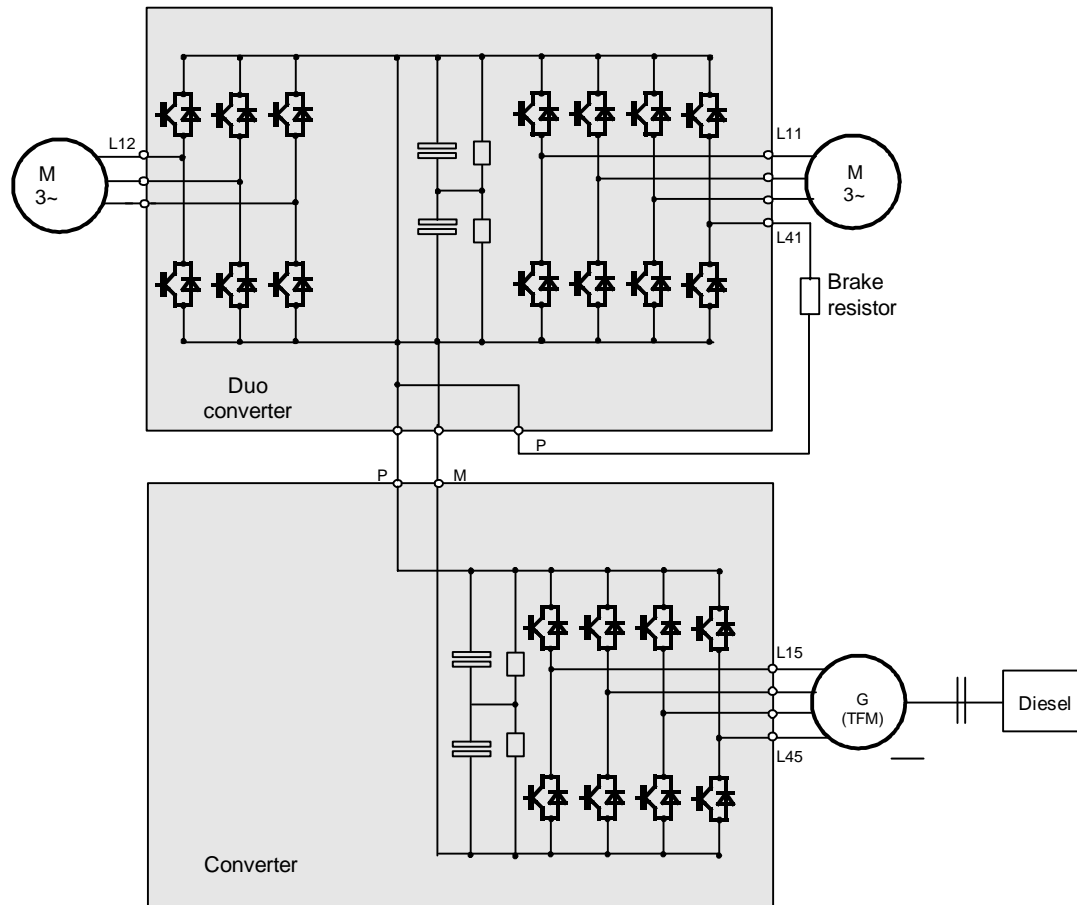 L12
M
3~
L11
M
3~
L41
Brake
resistor
Duo
converter
P
P
M
L15
G
(TFM)
Diesel
L45
Converter